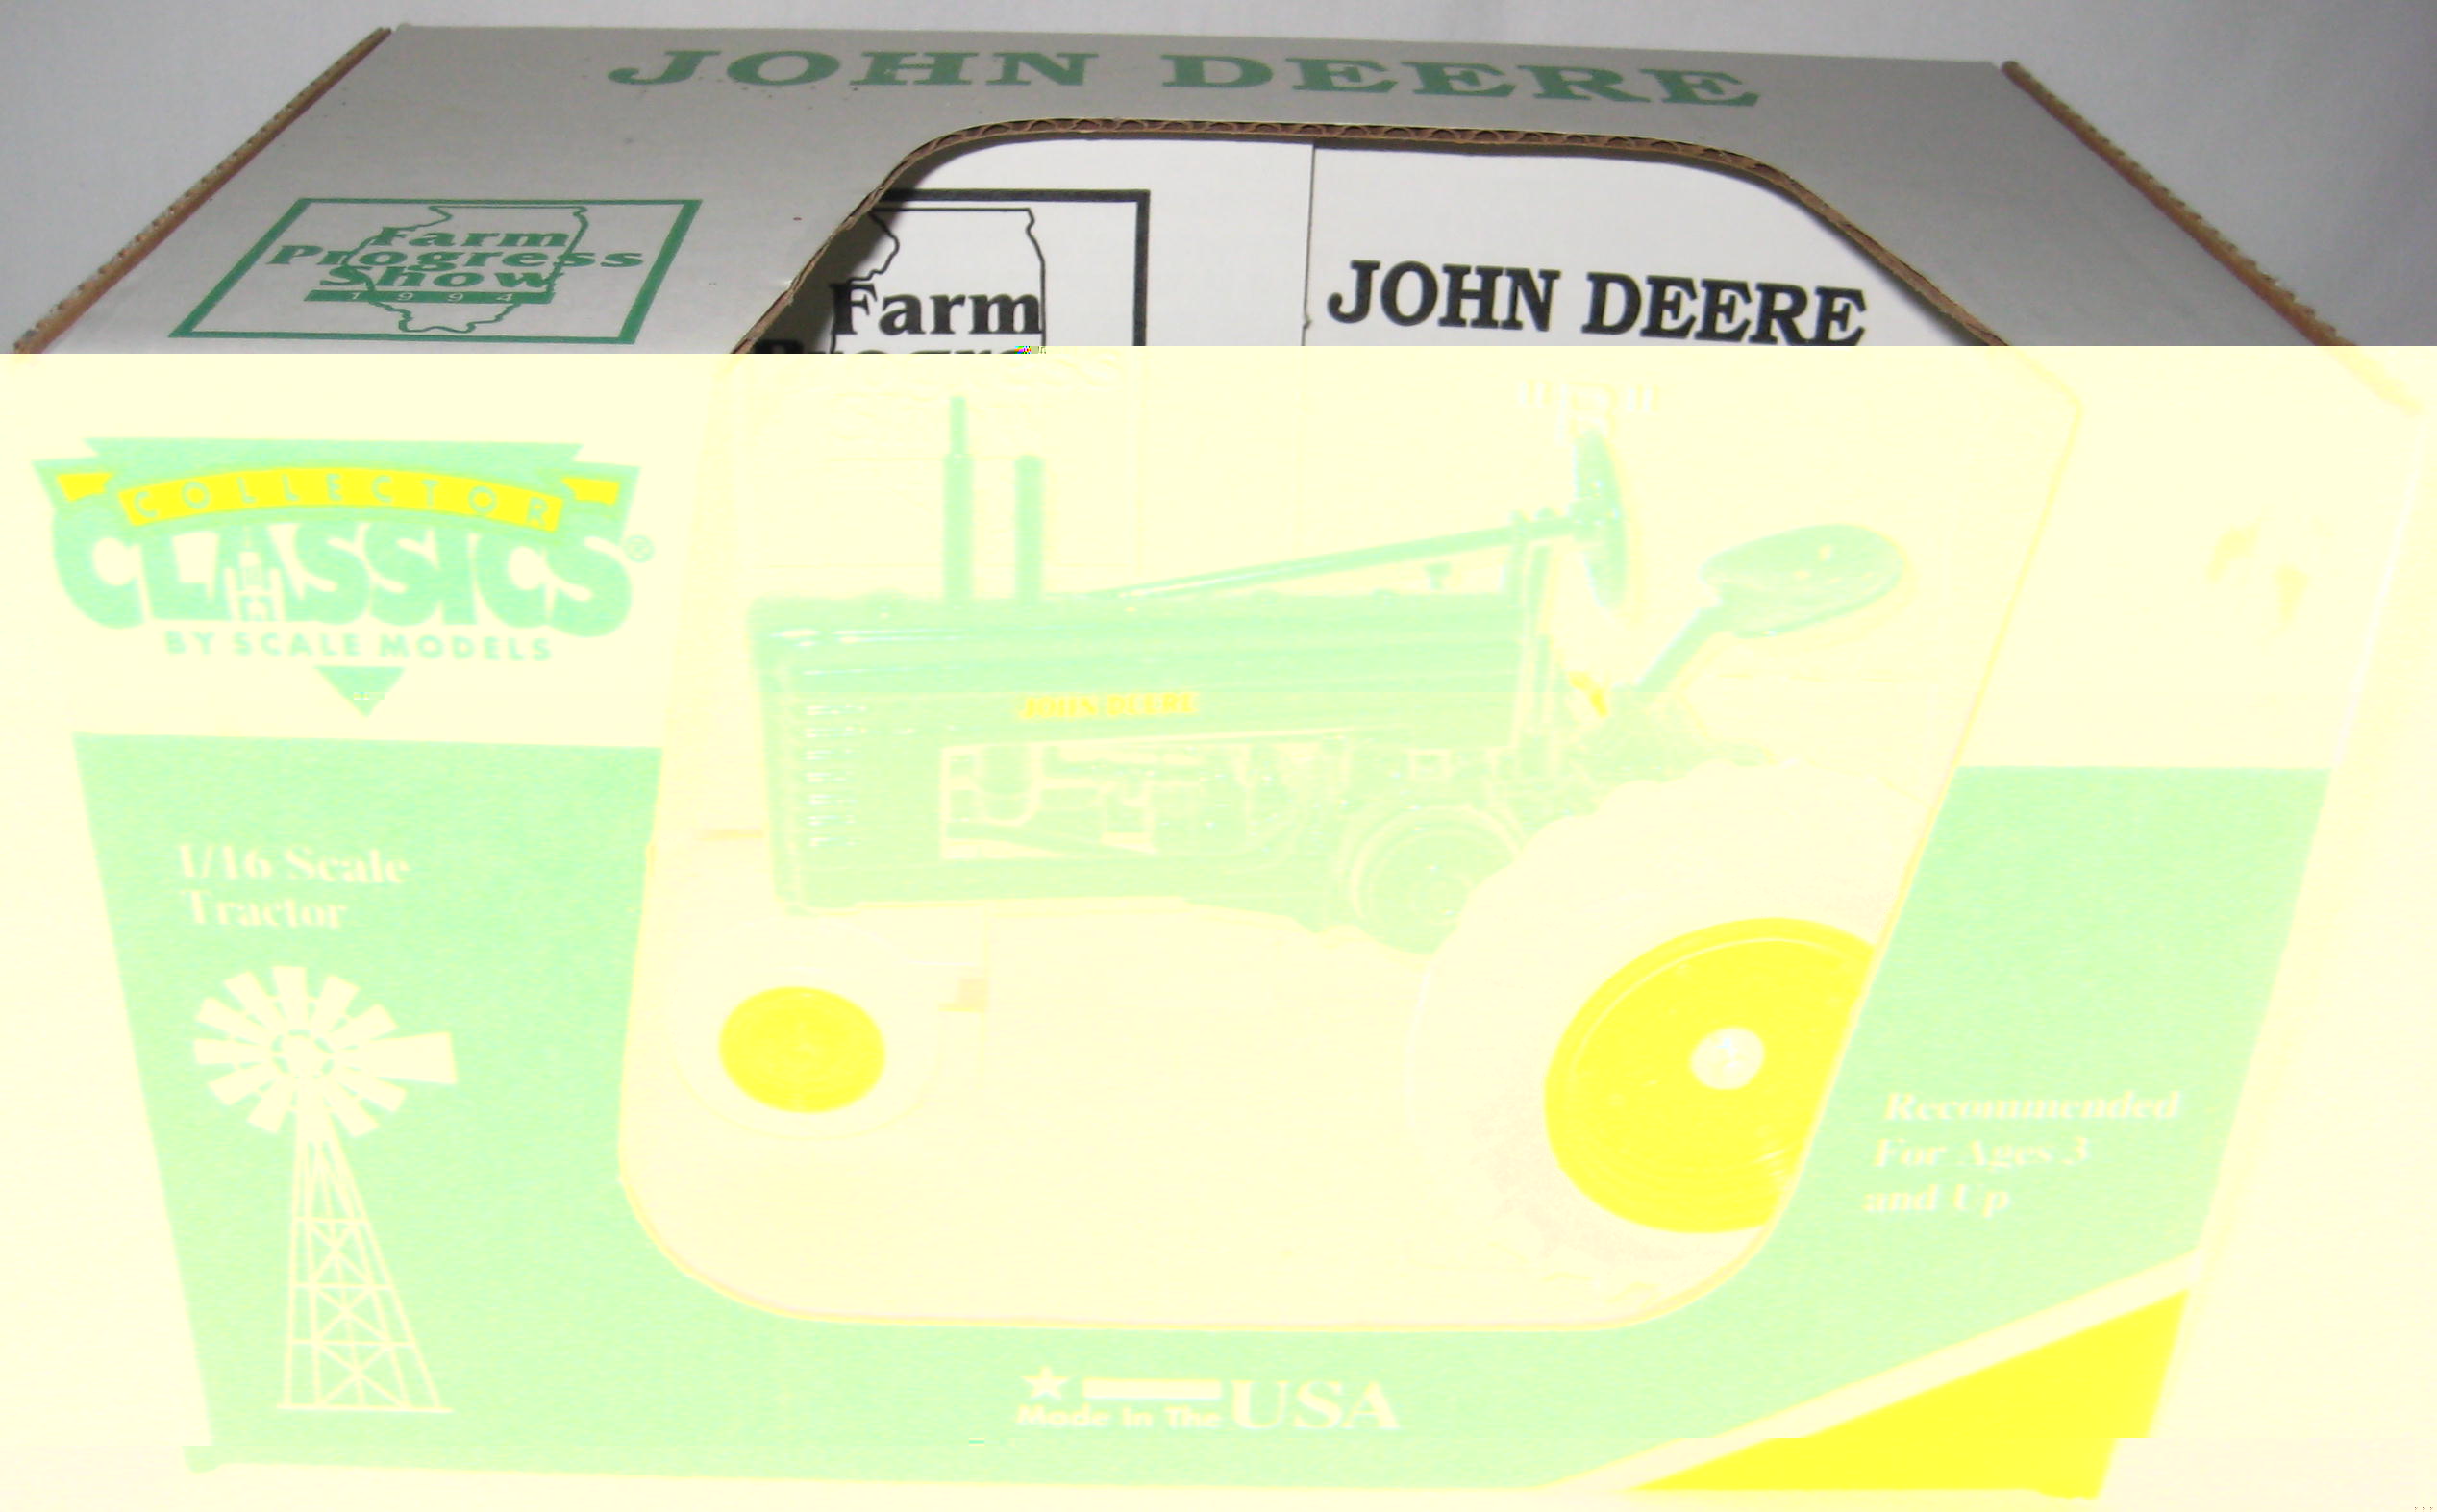 JOHN DEERE
Farm
Progress
Show
1994
Farm
JOHN DEERE
"B"
COLLECTOR
CLASSICS®
BY SCALE MODELS
JOHN DEERE
1/16 Scale
Tractor
Recommended
For Ages 3
and Up
Made In The USA